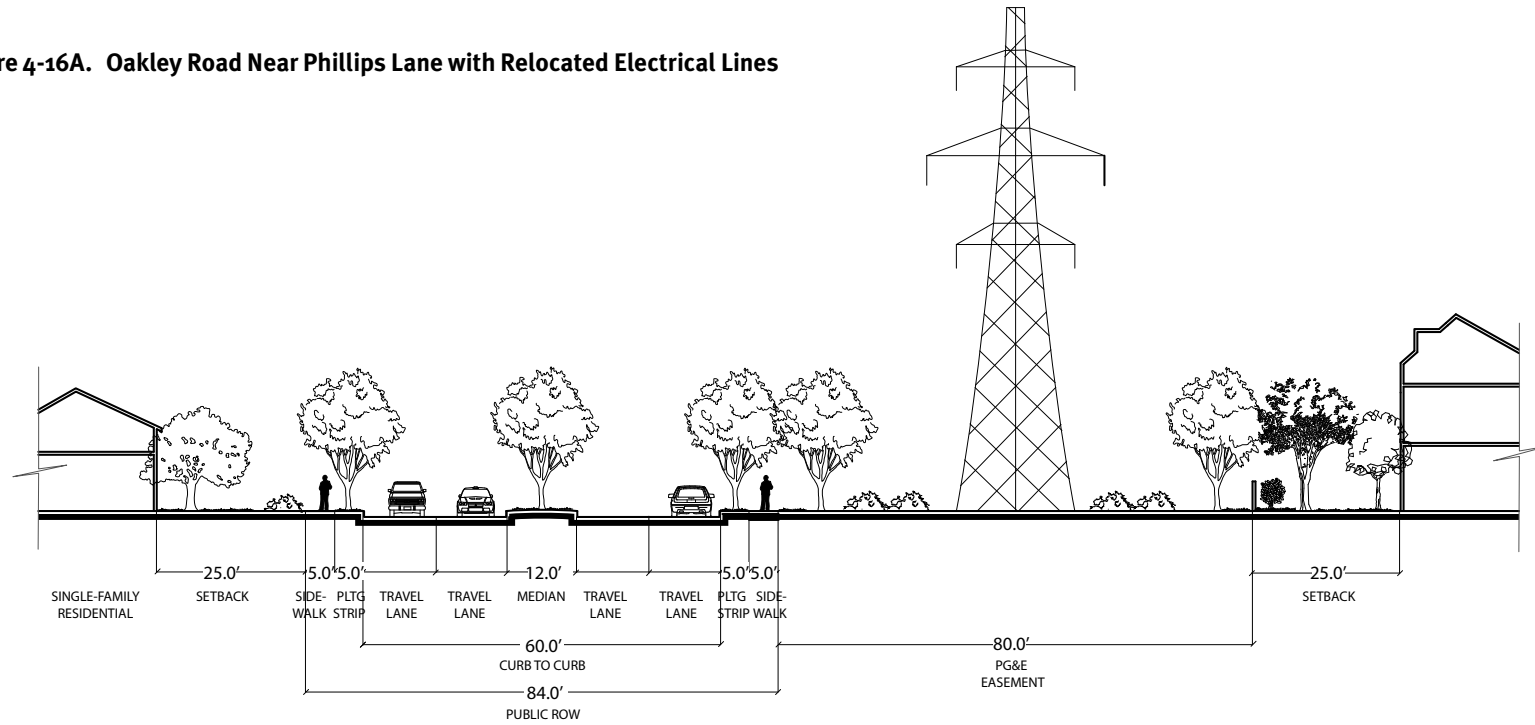 re 4-16A. Oakley Road Near Phillips Lane with Relocated Electrical Lines
25.0' 5.0' 5.0' 12.0' 5.0' 5.0' 25.0'
SINGLE-FAMILY
RESIDENTIAL
SETBACK
SIDE-
WALK
PLTG
STRIP
TRAVEL
LANE
TRAVEL
LANE
MEDIAN
TRAVEL
LANE
TRAVEL
LANE
PLTG
STRIP
SIDE-
WALK
SETBACK
60.0'
CURB TO CURB
80.0'
PG&E
EASEMENT
84.0'
PUBLIC ROW